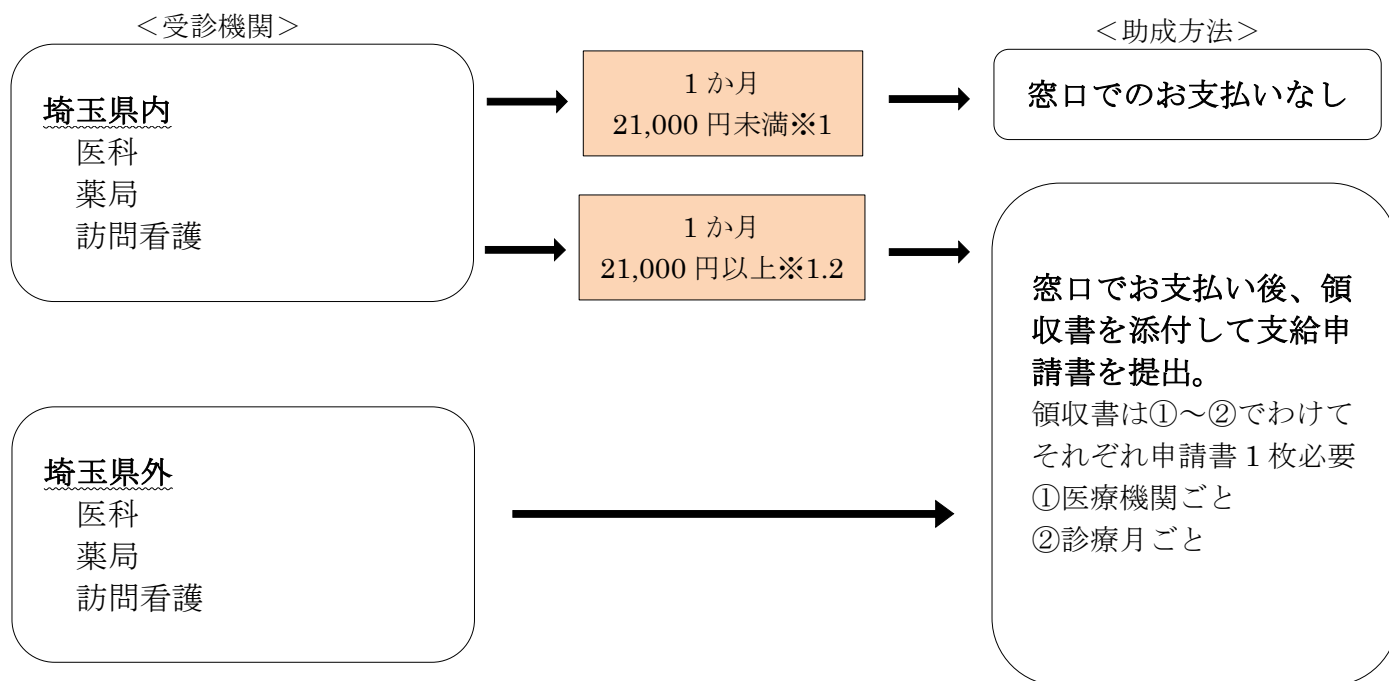 ＜受診機関＞
埼玉県内
医科
薬局
訪問看護
1 か月
21,000 円未満※1
1 か月
21,000 円以上※1.2
埼玉県外
医科
薬局
訪問看護
＜助成方法＞
窓口でのお支払いなし
窓口でお支払い後、領
収書を添付して支給申
請書を提出。
領収書は①～②でわけて
それぞれ申請書 1 枚必要
①医療機関ごと
②診療月ごと